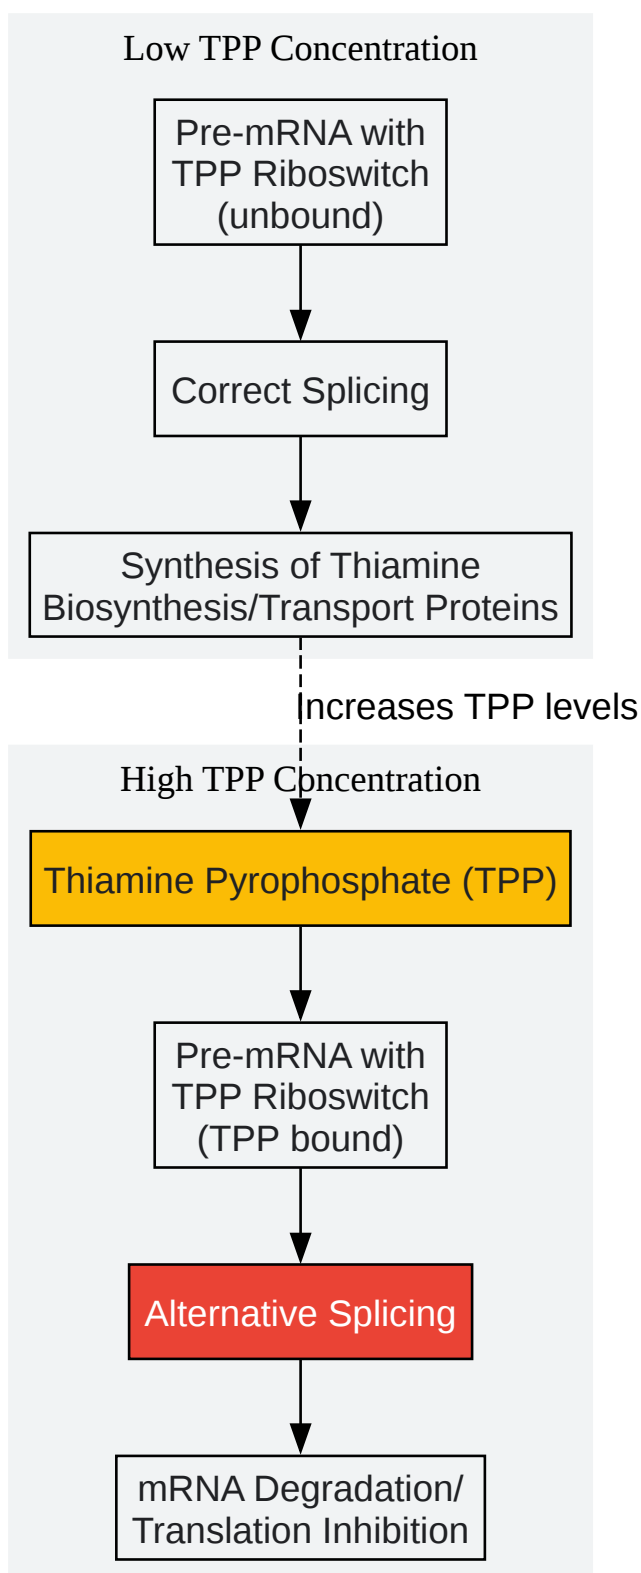 Low TPP Concentration
Pre-mRNA with
TPP Riboswitch
(unbound)
Correct Splicing
Synthesis of Thiamine
Biosynthesis/Transport Proteins
Increases TPP levels
High TPP Concentration
Thiamine Pyrophosphate (TPP)
Pre-mRNA with
TPP Riboswitch
(TPP bound)
Alternative Splicing
mRNA Degradation/
Translation Inhibition